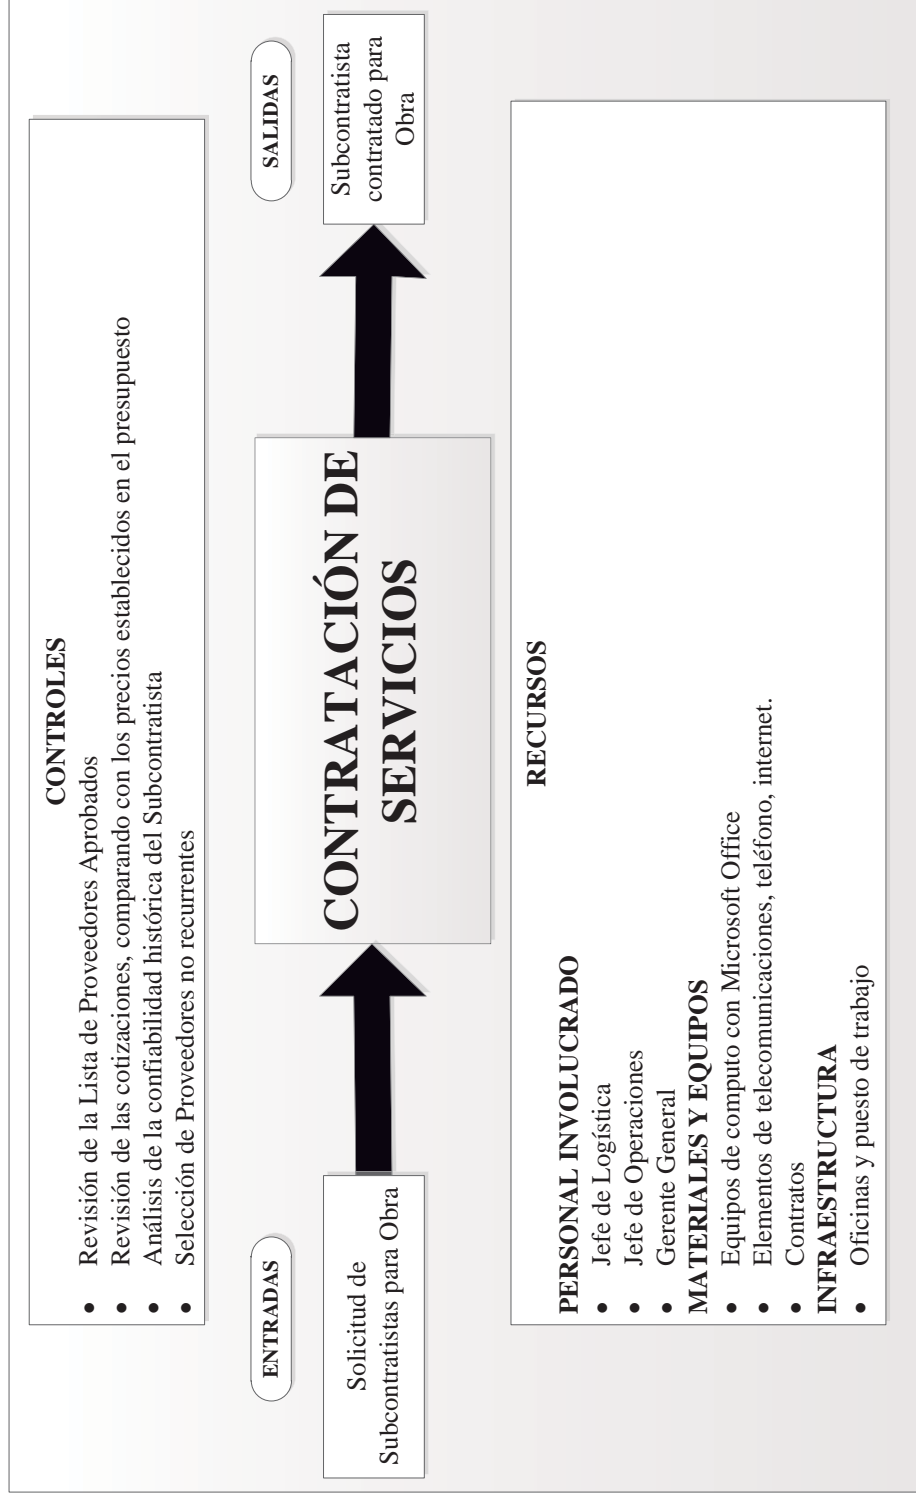 CONTROLES
● Revisión de la Lista de Proveedores Aprobados
● Revisión de las cotizaciones, comparando con los precios establecidos en el presupuesto
● Análisis de la confiabilidad histórica del Subcontratista
● Selección de Proveedores no recurrentes
ENTRADAS
Solicitud de
Subcontratistas para Obra
CONTRATACIÓN DE
SERVICIOS
SALIDAS
Subcontratista
contratado para
Obra
RECURSOS
PERSONAL INVOLUCRADO
● Jefe de Logística
● Jefe de Operaciones
● Gerente General
MATERIALES Y EQUIPOS
● Equipos de computo con Microsoft Office
● Elementos de telecomunicaciones, teléfono, internet.
● Contratos
INFRAESTRUCTURA
● Oficinas y puesto de trabajo